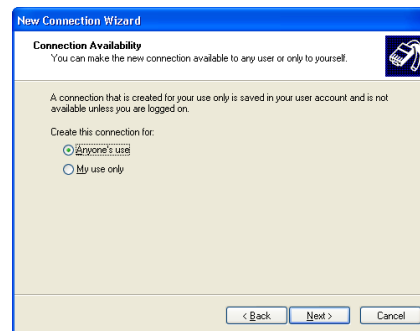 New Connection Wizard
Connection Availability
You can make the new connection available to any user or only to yourself.
A connection that is created for your use only is saved in your user account and is not
available unless you are logged on.
Create this connection for:
Anyone's use
My use only
< Back
Next >
Cancel